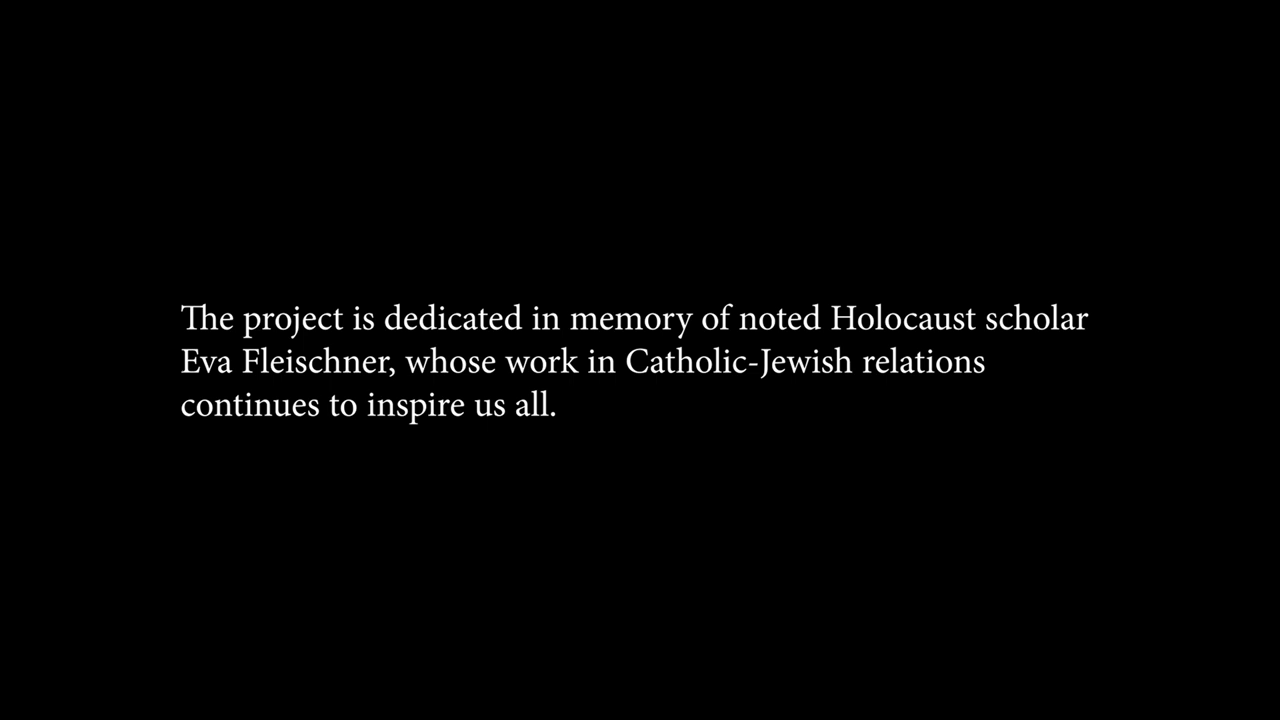 The project is dedicated in memory of noted Holocaust scholar
Eva Fleischner, whose work in Catholic-Jewish relations
continues to inspire us all.